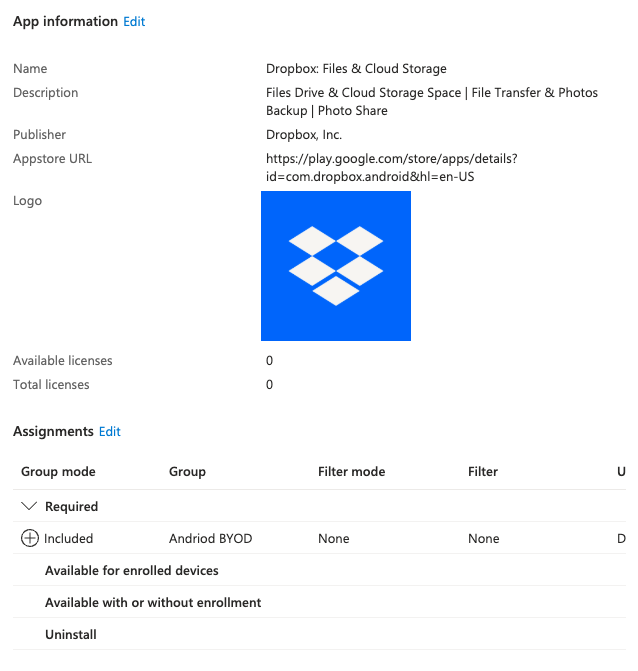 App information Edit
Name Dropbox: Files & Cloud Storage
Description Files Drive & Cloud Storage Space | File Transfer & Photos
Backup | Photo Share
Publisher Dropbox, Inc.
Appstore URL https://play.google.com/store/apps/details?
id=com.dropbox.android&hl=en-US
Logo
Available licenses 0
Total licenses 0
Assignments Edit
Group mode Group Filter mode Filter U
Required
Included Andriod BYOD None None D
Available for enrolled devices
Available with or without enrollment
Uninstall